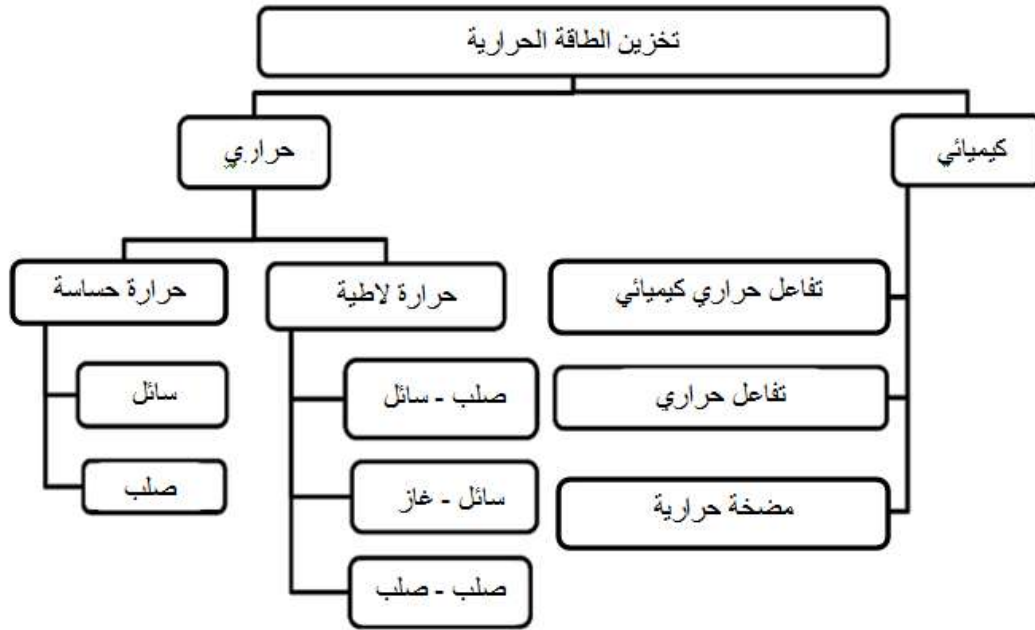 تخزين الطاقة الحرارية
كيميائي
حراري
تفاعل حراري كيميائي
تفاعل حراري
مضخة حرارية
حرارة لاطية
صلب - سائل
سائل - غاز
صلب - صلب
حرارة حساسة
سائل
صلب